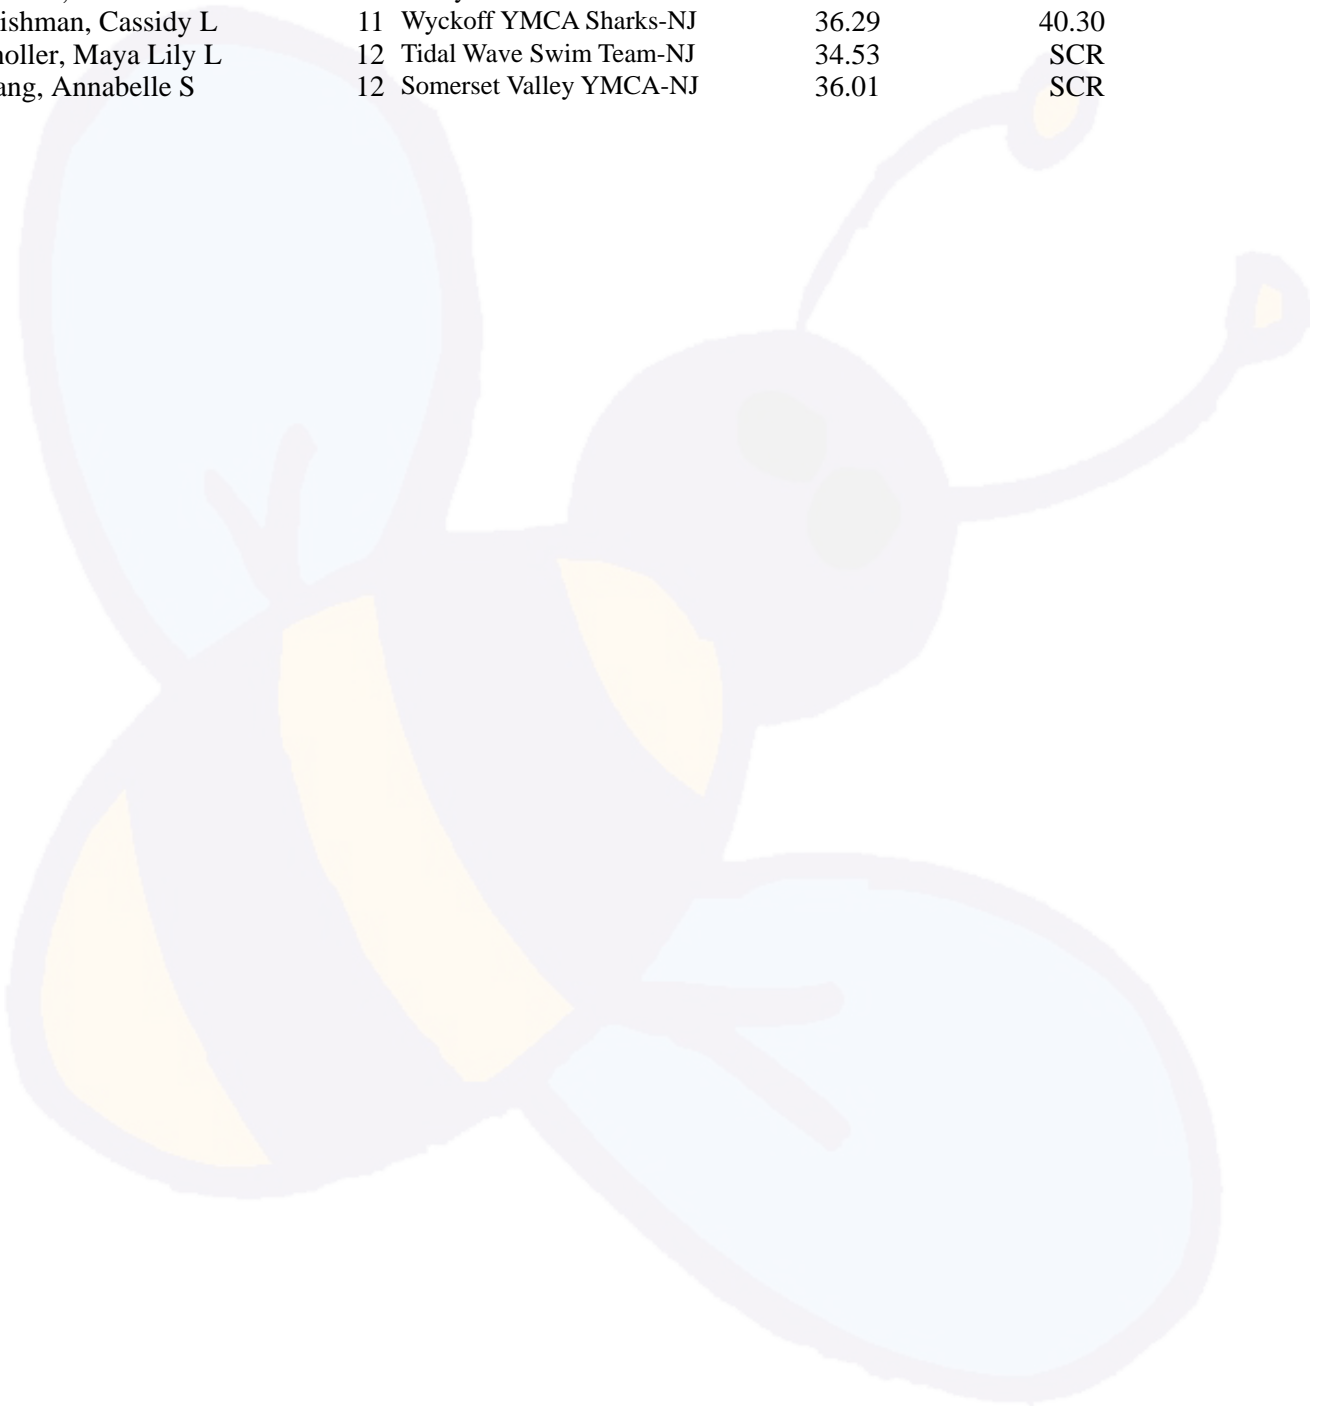 ishman, Cassidy L 11 Wyckoff YMCA Sharks-NJ 36.29 40.30
holler, Maya Lily L 12 Tidal Wave Swim Team-NJ 34.53 SCR
ang, Annabelle S 12 Somerset Valley YMCA-NJ 36.01 SCR